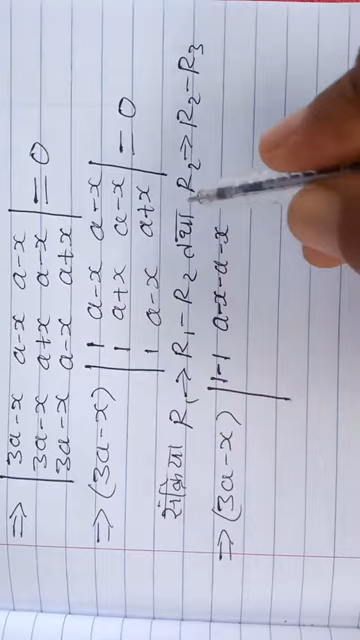 ⇒ | 3a-x a-x a-x |
| 3a-x a+x a-x | = 0
| 3a-x a-x a+x |
⇒ (3a-x) | 1 a-x a-x |
| 1 a+x a-x | = 0
| 1 a-x a+x |
संक्रिया R₁→R₁-R₂ तथा R₂→R₂-R₃
⇒ (3a-x) | 1-1 a-x-a-x